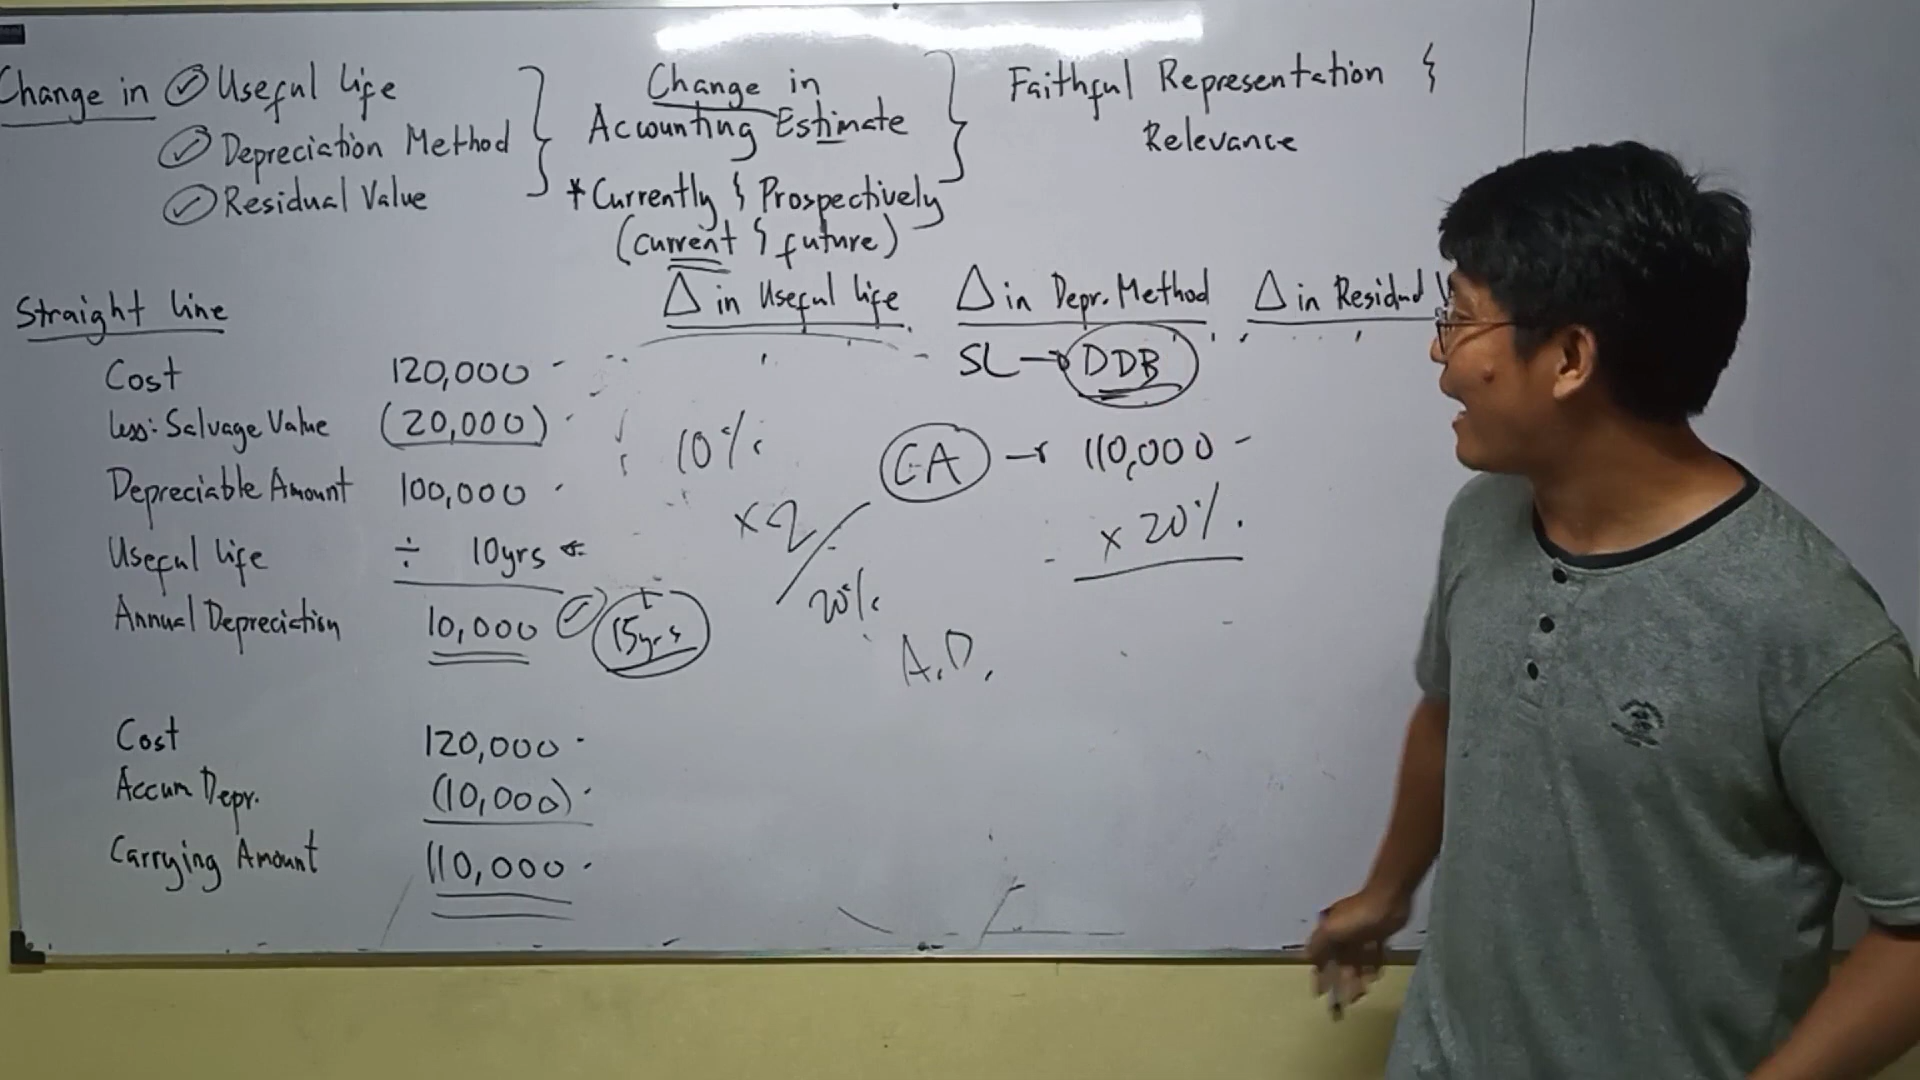 Change in ✓ Useful Life
✓ Depreciation Method
✓ Residual Value
Change in
Accounting Estimate
* Currently & Prospectively
(current & future)
Faithful Representation &
Relevance
Straight Line
Cost 120,000
Less: Salvage Value (20,000)
Depreciable Amount 100,000
Useful Life ÷ 10yrs
Annual Depreciation 10,000 ✓ 15yrs
Cost 120,000
Accum Depr. (10,000)
Carrying Amount 110,000
Δ in Useful Life
10%
x2
20%
Δ in Depr. Method
SL → DDB
CA → 110,000
x 20%
A.D.
Δ in Residual